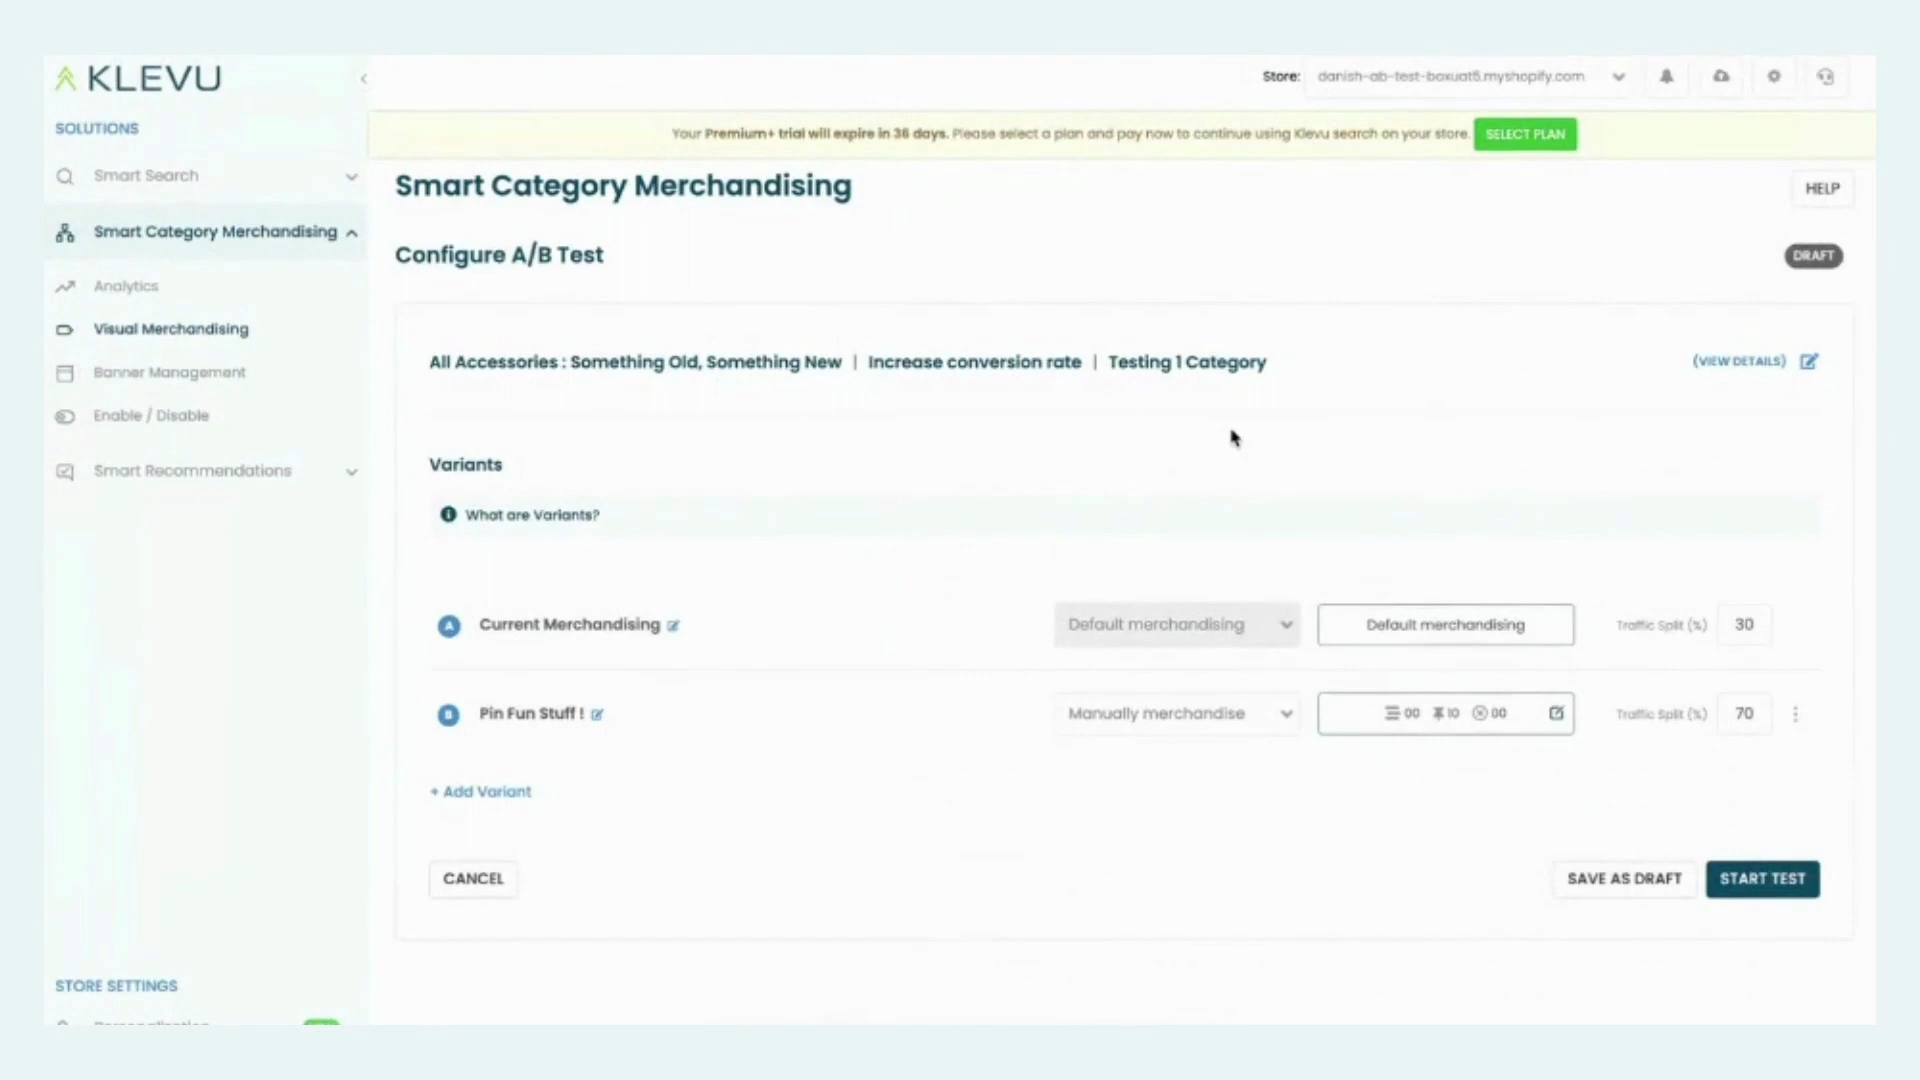 KLEVU
Store: danish-ab-test-boxuat5.myshopify.com
SOLUTIONS
Your Premium+ trial will expire in 36 days. Please select a plan and pay now to continue using Klevu search on your store. SELECT PLAN
Smart Search
Smart Category Merchandising
HELP
Smart Category Merchandising
Configure A/B Test
DRAFT
Analytics
Visual Merchandising
Banner Management
Enable / Disable
Smart Recommendations
All Accessories : Something Old, Something New | Increase conversion rate | Testing 1 Category
(VIEW DETAILS)
Variants
What are Variants?
A Current Merchandising
Default merchandising
Default merchandising
Traffic Split (%) 30
B Pin Fun Stuff !
Manually merchandise
00 10 00
Traffic Split (%) 70
+ Add Variant
CANCEL
SAVE AS DRAFT
START TEST
STORE SETTINGS